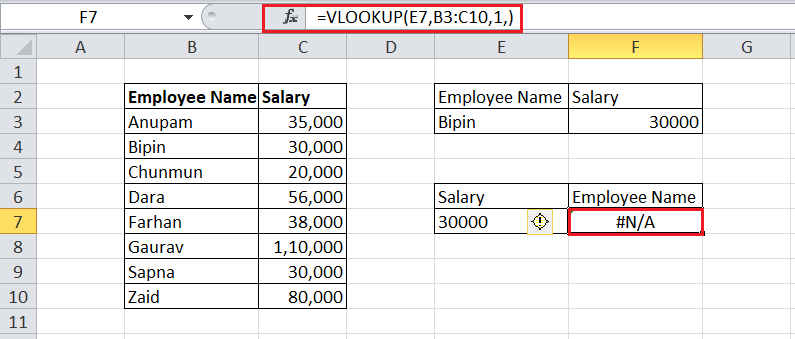 F7 fx =VLOOKUP(E7,B3:C10,1,)
A B C D E F G
1
2 Employee Name Salary Employee Name Salary
3 Anupam 35,000 Bipin 30000
4 Bipin 30,000
5 Chunmun 20,000
6 Dara 56,000 Salary Employee Name
7 Farhan 38,000 30000 #N/A
8 Gaurav 1,10,000
9 Sapna 30,000
10 Zaid 80,000
11